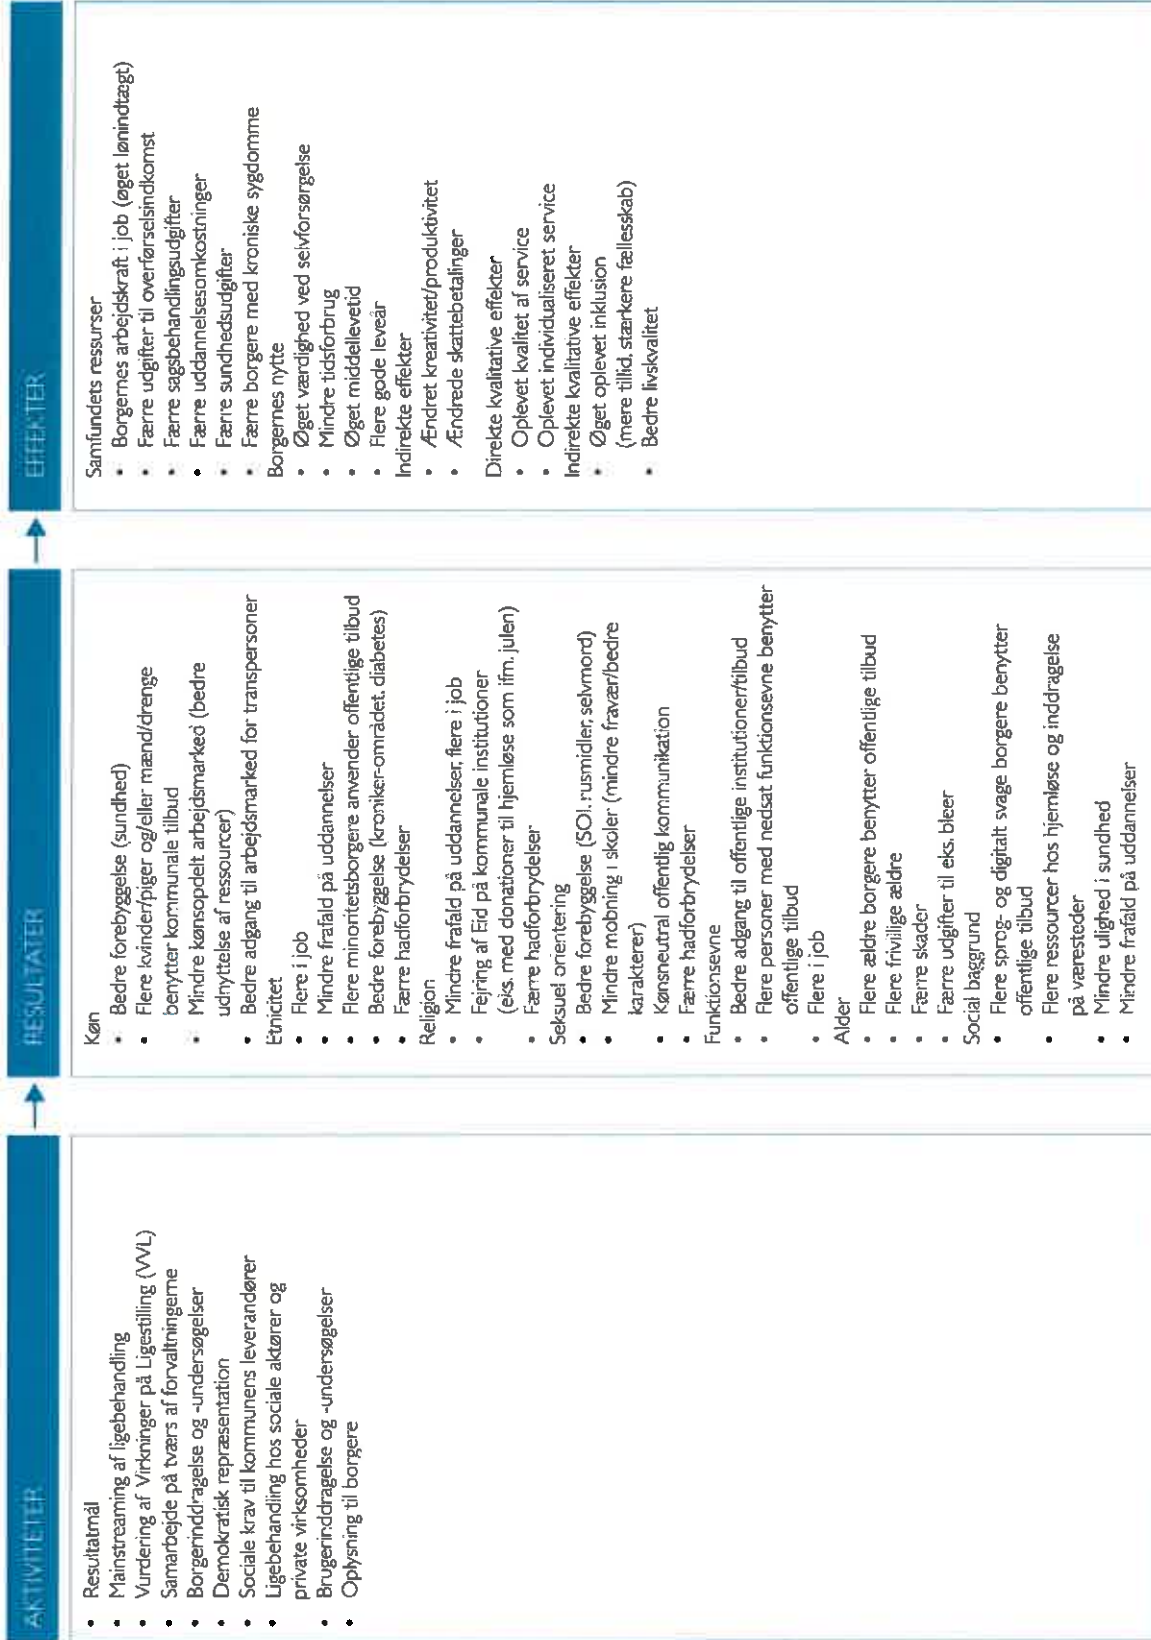 AKTIVITETER
• Resultatmål
• Mainstreaming af ligebehandling
• Vurdering af Virkninger på Ligestilling (VVL)
• Samarbejde på tværs af forvaltningerne
• Borgerinddragelse og -undersøgelser
• Demokratisk repræsentation
• Sociale krav til kommunens leverandører
• Ligebehandling hos sociale aktører og
private virksomheder
• Brugerinddragelse og -undersøgelser
• Oplysning til borgere
RESULTATER
Køn
• Bedre forebyggelse (sundhed)
• Flere kvinder/piger og/eller mænd/drenge
benytter kommunale tilbud
• Mindre kønsopdelt arbejdsmarked (bedre
udnyttelse af ressourcer)
• Bedre adgang til arbejdsmarked for transpersoner
Etnicitet
• Flere i job
• Mindre frafald på uddannelser
• Flere minoritetsborgere anvender offentlige tilbud
• Bedre forebyggelse (kroniker-området, diabetes)
• Færre hadforbrydelser
Religion
• Mindre frafald på uddannelser, flere i job
• Fejring af Eid på kommunale institutioner
(eks. med donationer til hjemløse som ifm. julen)
• Færre hadforbrydelser
Seksuel orientering
• Bedre forebyggelse (SOI, rusmidler, selvmord)
• Mindre mobning i skoler (mindre fravær/bedre
karakterer)
• Kønsneutral offentlig kommunikation
• Færre hadforbrydelser
Funktionsevne
• Bedre adgang til offentlige institutioner/tilbud
• Flere personer med nedsat funktionsevne benytter
offentlige tilbud
• Flere i job
Alder
• Flere ældre borgere benytter offentlige tilbud
• Flere frivillige ældre
• Færre skader
• Færre udgifter til eks. bleer
Social baggrund
• Flere sprog- og digitalt svage borgere benytter
offentlige tilbud
• Flere ressourcer hos hjemløse og inddragelse
på væresteder
• Mindre ulighed i sundhed
• Mindre frafald på uddannelser
EFFEKTER
Samfundets ressurser
• Borgernes arbejdskraft i job (øget lønindtægt)
• Færre udgifter til overførselsindkomst
• Færre sagsbehandlingsudgifter
• Færre uddannelsesomkostninger
• Færre sundhedsudgifter
• Færre borgere med kroniske sygdomme
Borgernes nytte
• Øget værdighed ved selvforsørgelse
• Mindre tidsforbrug
• Øget middellevetid
• Flere gode leveår
Indirekte effekter
• Ændret kreativitet/produktivitet
• Ændrede skattebetalinger
Direkte kvalitative effekter
• Oplevet kvalitet af service
• Oplevet individualiseret service
Indirekte kvalitative effekter
• Øget oplevet inklusion
(mere tillid, stærkere fællesskab)
• Bedre livskvalitet